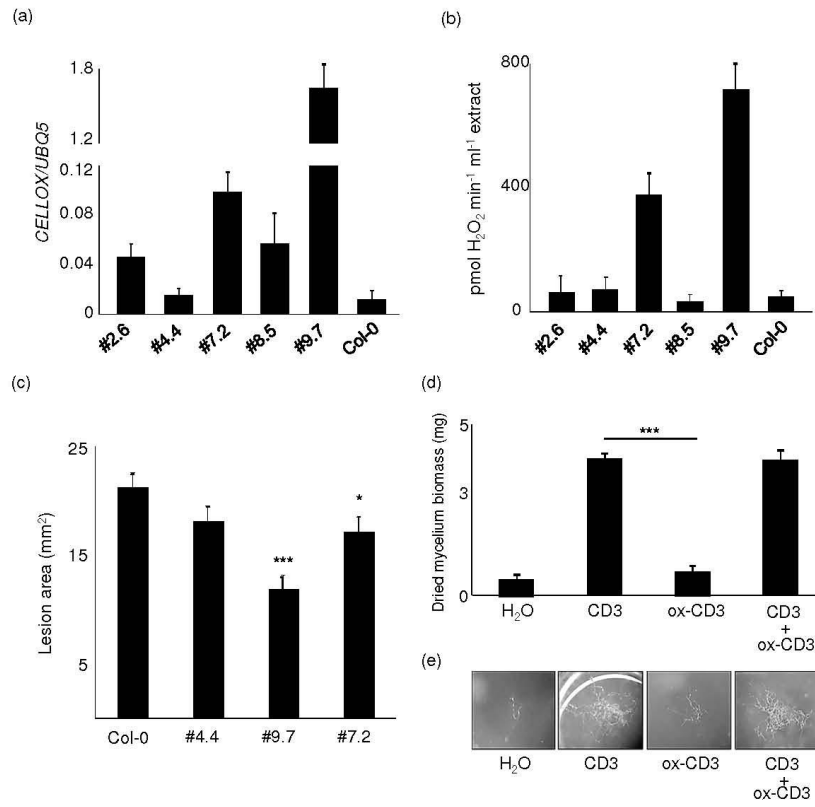 (a)
CELLOX/UBQ5
1.8
1.2
0.12
0.08
0.04
0
#2.6
#4.4
#7.2
#8.5
#9.7
Col-0
(b)
pmol H₂O₂ min⁻¹ ml⁻¹ extract
800
400
0
#2.6
#4.4
#7.2
#8.5
#9.7
Col-0
(c)
Lesion area (mm²)
25
15
5
***
*
Col-0
#4.4
#9.7
#7.2
(d)
Dried mycelium biomass (mg)
5
3
0
***
H₂O
CD3
ox-CD3
CD3
+
ox-CD3
(e)
H₂O
CD3
ox-CD3
CD3
+
ox-CD3